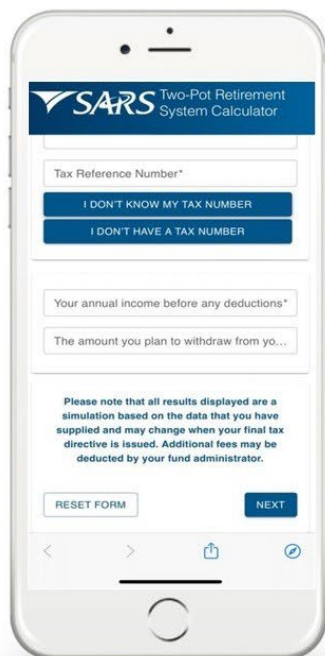 SARS Two-Pot Retirement
System Calculator
Tax Reference Number*
I DON'T KNOW MY TAX NUMBER
I DON'T HAVE A TAX NUMBER
Your annual income before any deductions*
The amount you plan to withdraw from yo...
Please note that all results displayed are a
simulation based on the data that you have
supplied and may change when your final tax
directive is issued. Additional fees may be
deducted by your fund administrator.
RESET FORM
NEXT